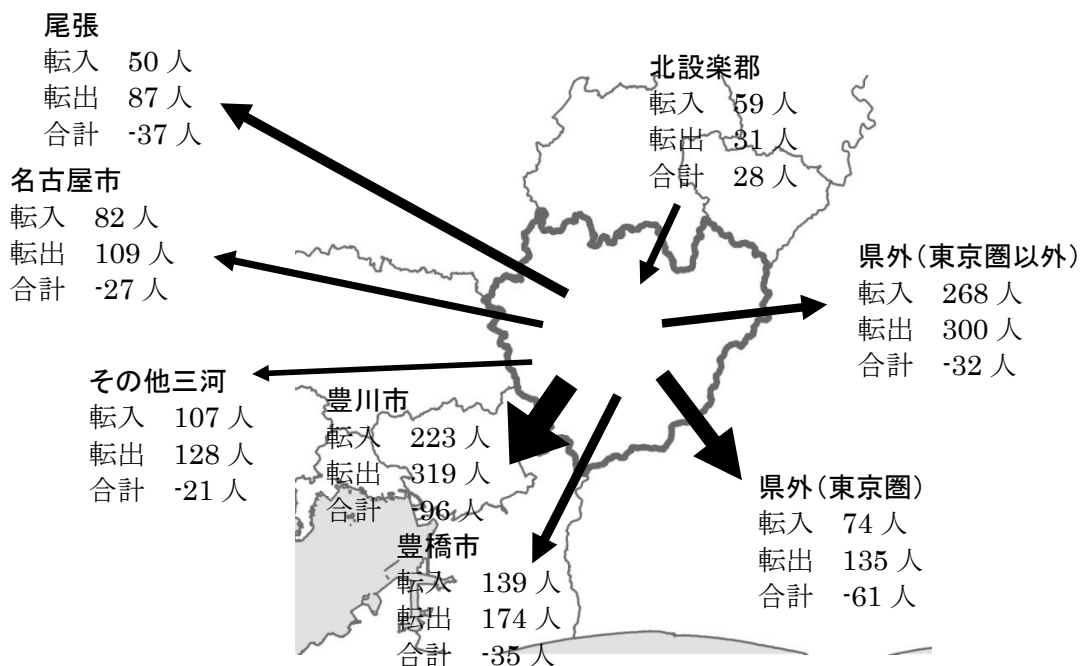 尾張
転入 50 人
転出 87 人
合計 -37 人
北設楽郡
転入 59 人
転出 31 人
合計 28 人
名古屋市
転入 82 人
転出 109 人
合計 -27 人
県外(東京圏以外)
転入 268 人
転出 300 人
合計 -32 人
その他三河
転入 107 人
転出 128 人
合計 -21 人
豊川市
転入 223 人
転出 319 人
合計 -96 人
県外(東京圏)
転入 74 人
転出 135 人
合計 -61 人
豊橋市
転入 139 人
転出 174 人
合計 -35 人